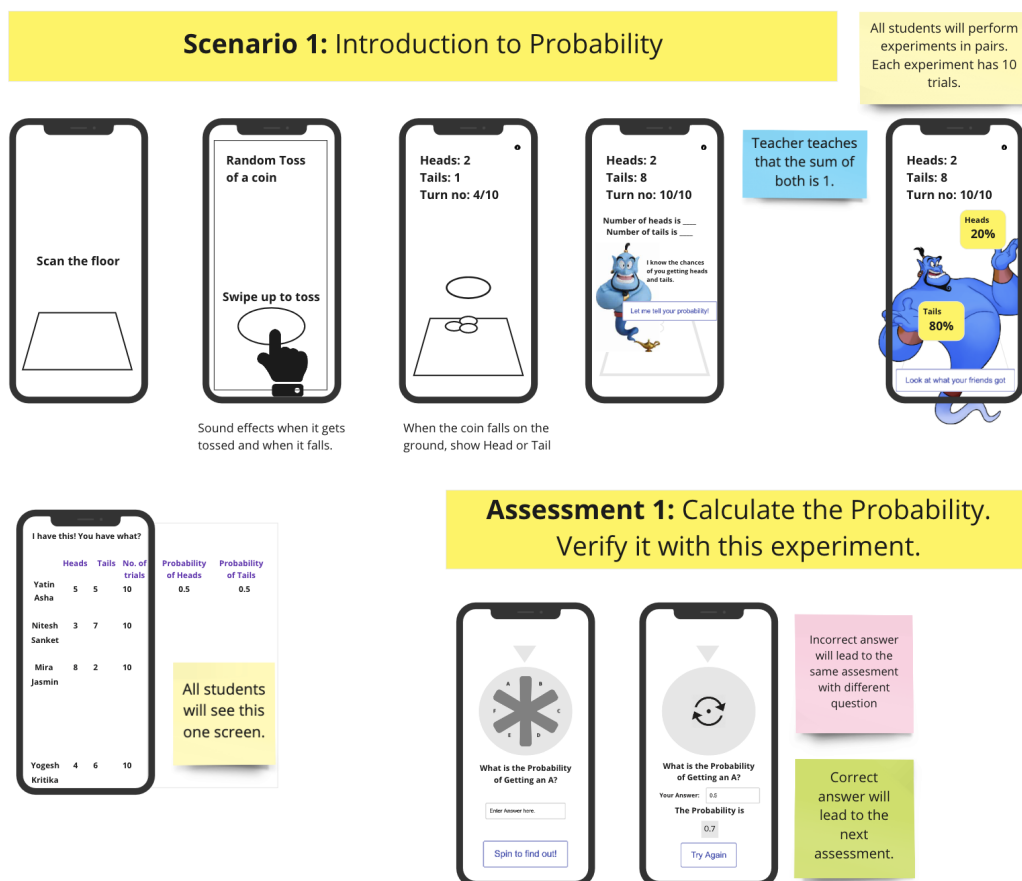 Scenario 1: Introduction to Probability
All students will perform
experiments in pairs.
Each experiment has 10
trials.
Scan the floor
Random Toss
of a coin
Swipe up to toss
Sound effects when it gets
tossed and when it falls.
Heads: 2
Tails: 1
Turn no: 4/10
When the coin falls on the
ground, show Head or Tail
Heads: 2
Tails: 8
Turn no: 10/10
Number of heads is ___
Number of tails is ___
I know the chances
of you getting heads
and tails.
Let me tell your probability!
Teacher teaches
that the sum of
both is 1.
Heads: 2
Tails: 8
Turn no: 10/10
Heads
20%
Tails
80%
Look at what your friends got
I have this! You have what?
Heads Tails No. of trials Probability of Heads Probability of Tails
Yatin Asha 5 5 10 0.5 0.5
Nitesh Sanket 3 7 10
Mira Jasmin 8 2 10
Yogesh Kritika 4 6 10
All students
will see this
one screen.
Assessment 1: Calculate the Probability.
Verify it with this experiment.
A B
F C
E D
What is the Probability
of Getting an A?
Enter Answer here.
Spin to find out!
What is the Probability
of Getting an A?
Your Answer: 0.5
The Probability is
0.7
Try Again
Incorrect answer
will lead to the
same assesment
with different
question
Correct
answer will
lead to the
next
assessment.